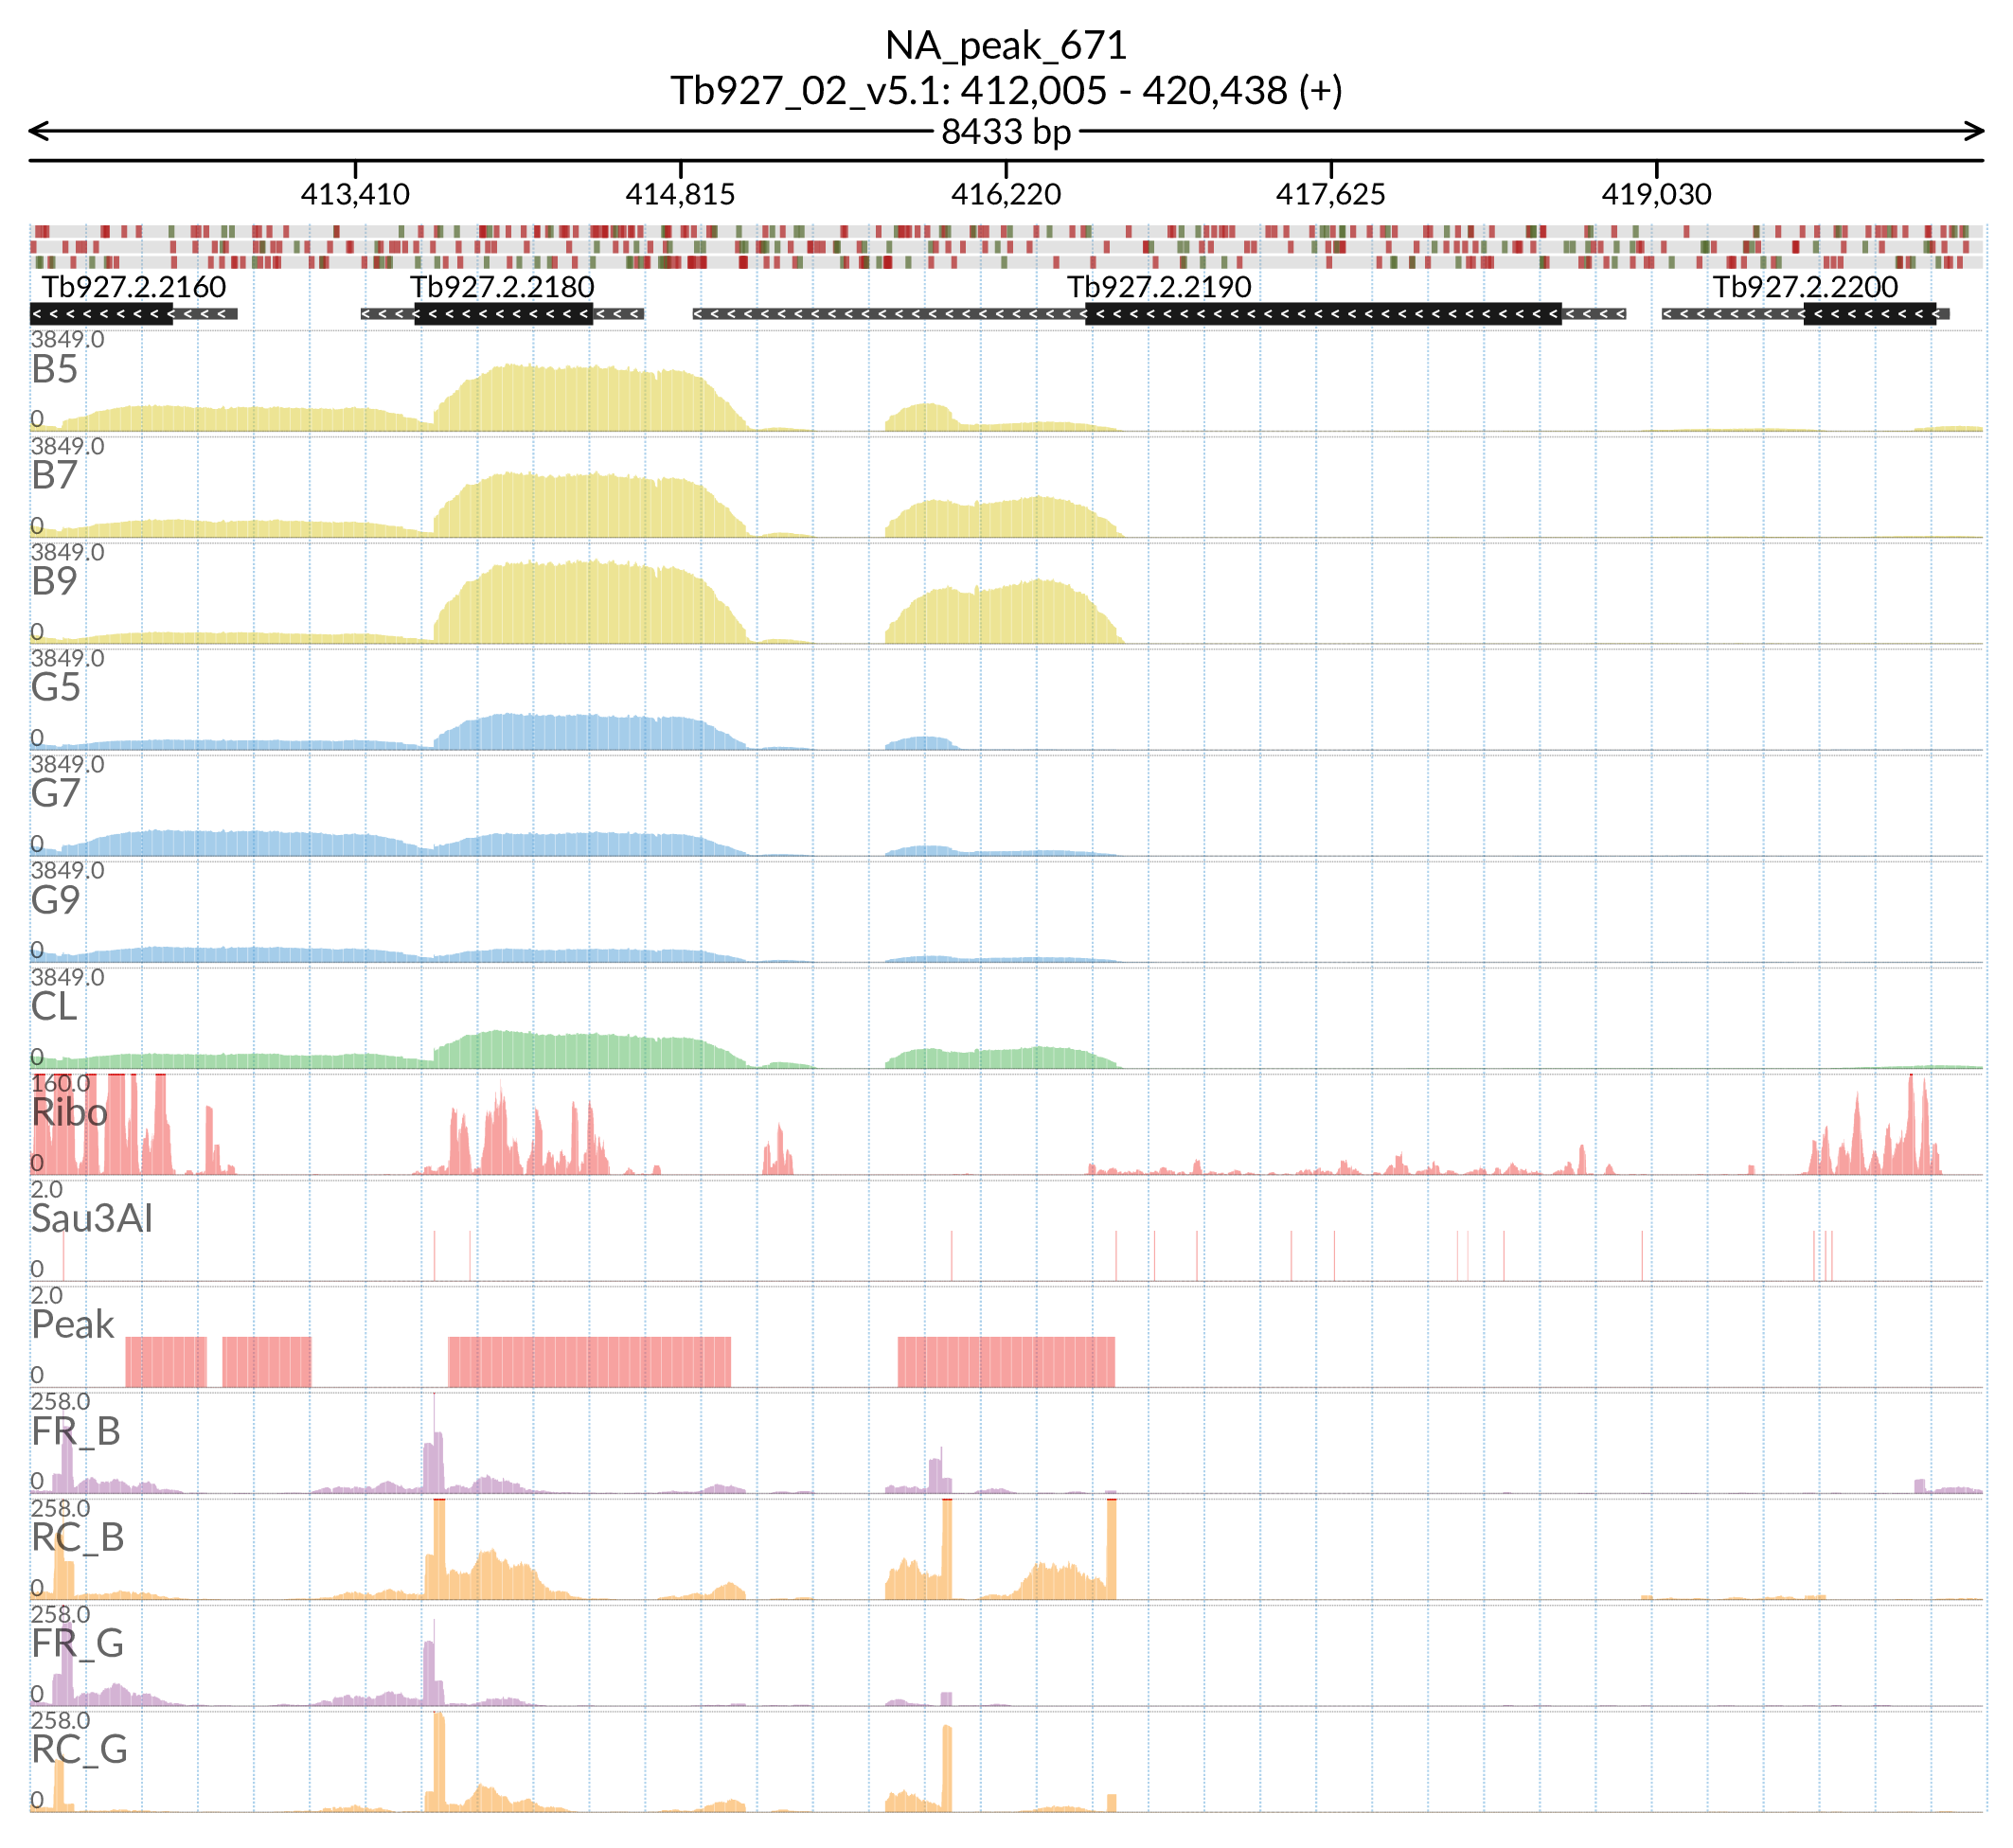 NA_peak_671
Tb927_02_v5.1: 412,005 - 420,438 (+)
8433 bp
413,410 414,815 416,220 417,625 419,030
Tb927.2.2160 Tb927.2.2180 Tb927.2.2190 Tb927.2.2200
3849.0
B5
0
3849.0
B7
0
3849.0
B9
0
3849.0
G5
0
3849.0
G7
0
3849.0
G9
0
3849.0
CL
0
160.0
Ribo
0
2.0
Sau3AI
0
2.0
Peak
0
258.0
FR_B
0
258.0
RC_B
0
258.0
FR_G
0
258.0
RC_G
0